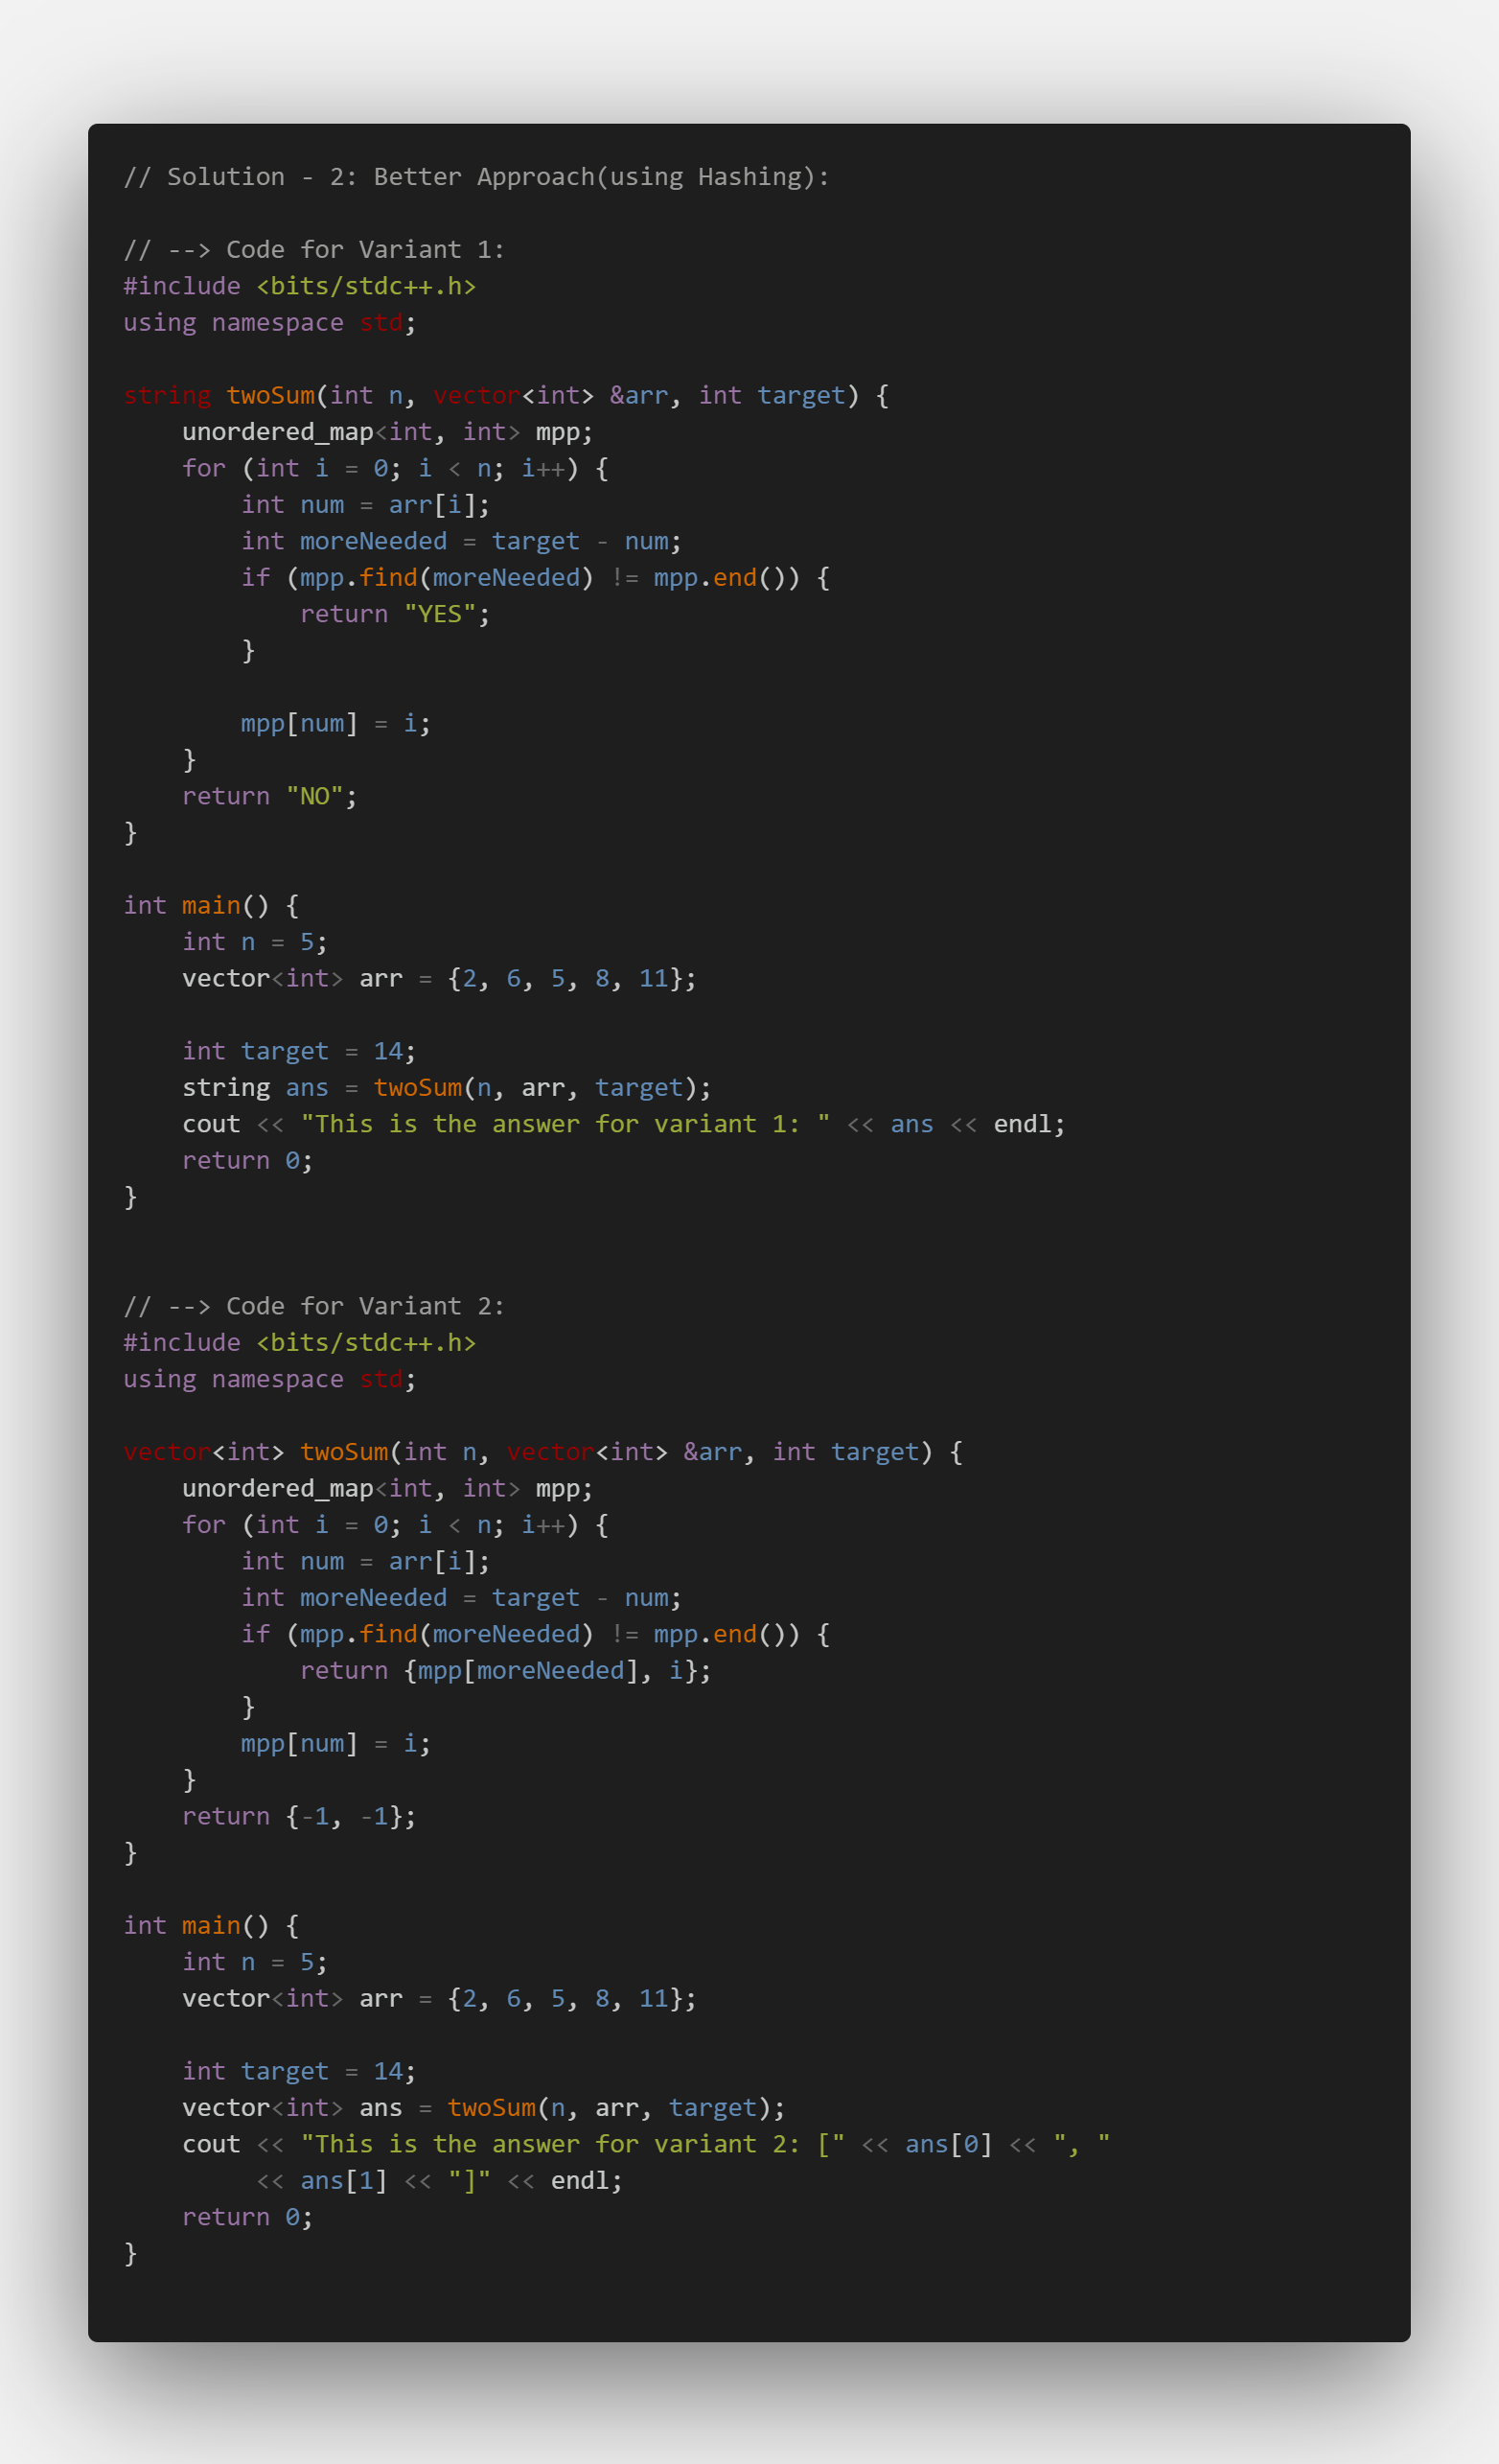 // Solution - 2: Better Approach(using Hashing):
// --> Code for Variant 1:
#include <bits/stdc++.h>
using namespace std;
string twoSum(int n, vector<int> &arr, int target) {
    unordered_map<int, int> mpp;
    for (int i = 0; i < n; i++) {
        int num = arr[i];
        int moreNeeded = target - num;
        if (mpp.find(moreNeeded) != mpp.end()) {
            return "YES";
        }
        mpp[num] = i;
    }
    return "NO";
}
int main() {
    int n = 5;
    vector<int> arr = {2, 6, 5, 8, 11};
    int target = 14;
    string ans = twoSum(n, arr, target);
    cout << "This is the answer for variant 1: " << ans << endl;
    return 0;
}
// --> Code for Variant 2:
#include <bits/stdc++.h>
using namespace std;
vector<int> twoSum(int n, vector<int> &arr, int target) {
    unordered_map<int, int> mpp;
    for (int i = 0; i < n; i++) {
        int num = arr[i];
        int moreNeeded = target - num;
        if (mpp.find(moreNeeded) != mpp.end()) {
            return {mpp[moreNeeded], i};
        }
        mpp[num] = i;
    }
    return {-1, -1};
}
int main() {
    int n = 5;
    vector<int> arr = {2, 6, 5, 8, 11};
    int target = 14;
    vector<int> ans = twoSum(n, arr, target);
    cout << "This is the answer for variant 2: [" << ans[0] << ", "
         << ans[1] << "]" << endl;
    return 0;
}